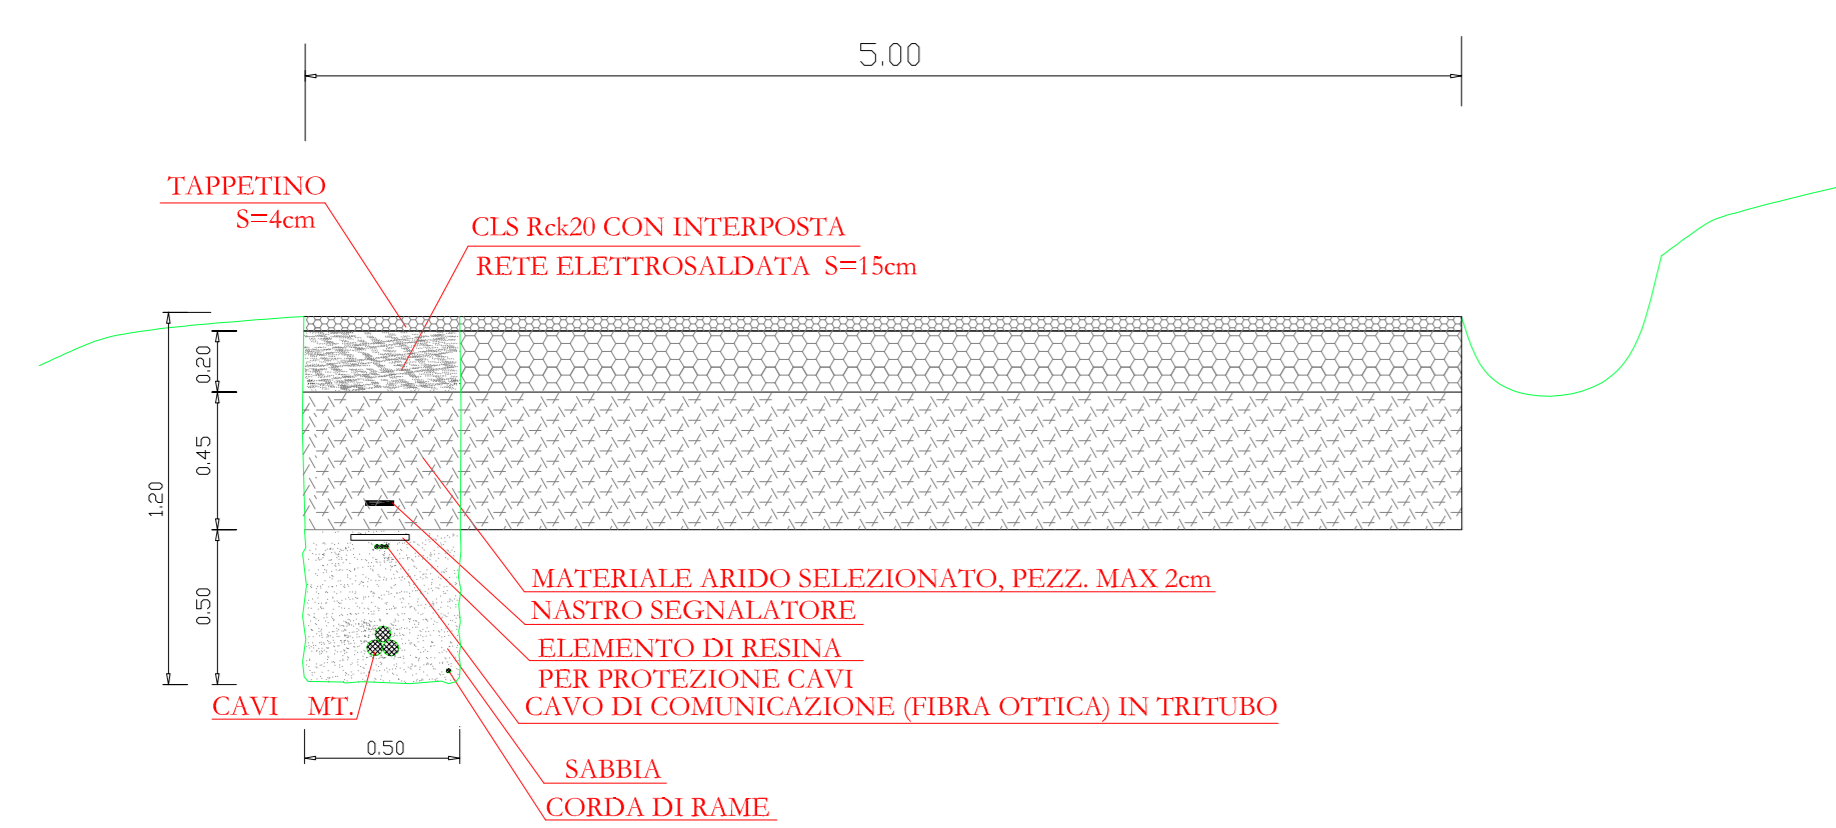 5.00
TAPPETINO
S=4cm
CLS Rck20 CON INTERPOSTA
RETE ELETTROSALDATA S=15cm
0.20
0.45
1.20
0.50
MATERIALE ARIDO SELEZIONATO, PEZZ. MAX 2cm
NASTRO SEGNALATORE
ELEMENTO DI RESINA
PER PROTEZIONE CAVI
CAVI MT.
CAVO DI COMUNICAZIONE (FIBRA OTTICA) IN TRITUBO
0.50
SABBIA
CORDA DI RAME